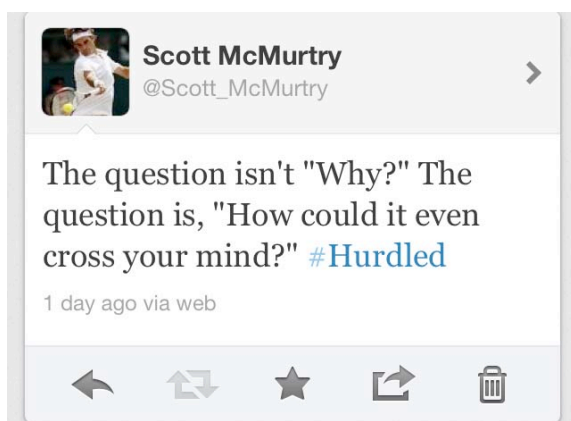 Scott McMurtry
@Scott_McMurtry
The question isn't "Why?" The
question is, "How could it even
cross your mind?" #Hurdled
1 day ago via web